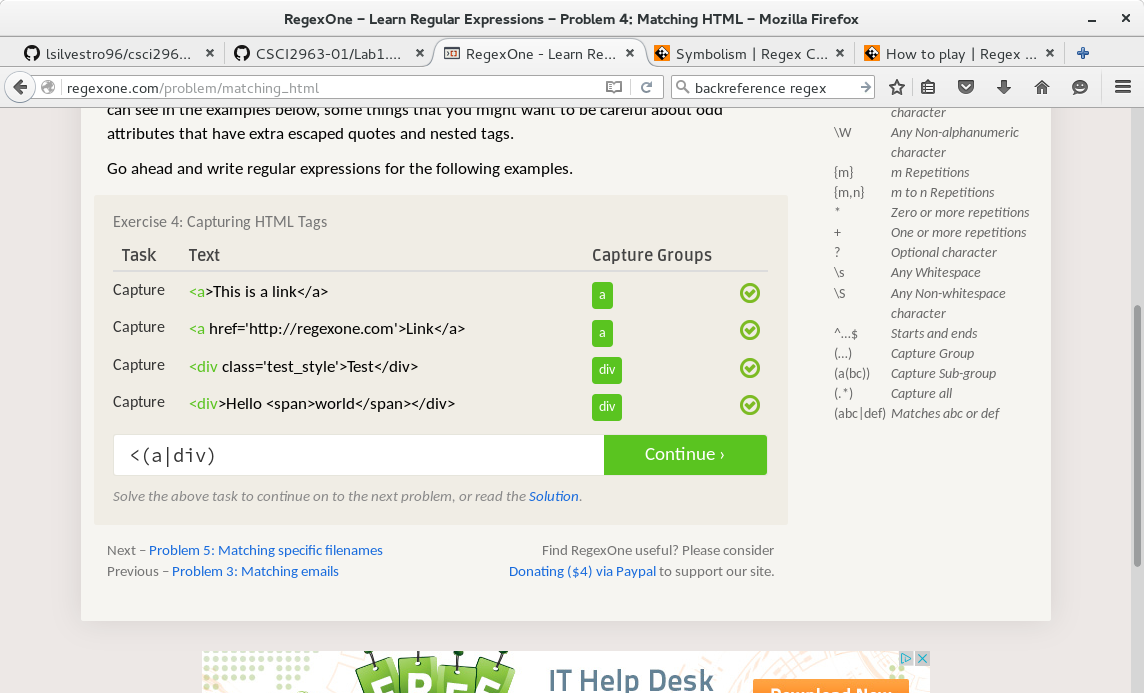 RegexOne – Learn Regular Expressions – Problem 4: Matching HTML – Mozilla Firefox
lsilvestro96/csci296... × CSCI2963-01/Lab1.... × RegexOne - Learn Re... × Symbolism | Regex C... × How to play | Regex ... ×
regexone.com/problem/matching_html backreference regex
can see in the examples below, some things that you might want to be careful about odd
attributes that have extra escaped quotes and nested tags.
Go ahead and write regular expressions for the following examples.
Exercise 4: Capturing HTML Tags
Task Text Capture Groups
Capture <a>This is a link</a> a
Capture <a href='http://regexone.com'>Link</a> a
Capture <div class='test_style'>Test</div> div
Capture <div>Hello <span>world</span></div> div
<(a|div) Continue ›
Solve the above task to continue on to the next problem, or read the Solution.
Next – Problem 5: Matching specific filenames
Previous – Problem 3: Matching emails
Find RegexOne useful? Please consider
Donating ($4) via Paypal to support our site.
character
\W Any Non-alphanumeric
character
{m} m Repetitions
{m,n} m to n Repetitions
* Zero or more repetitions
+ One or more repetitions
? Optional character
\s Any Whitespace
\S Any Non-whitespace
character
^...$ Starts and ends
(...) Capture Group
(a(bc)) Capture Sub-group
(.*) Capture all
(abc|def) Matches abc or def
FREE
IT Help Desk
Download Now